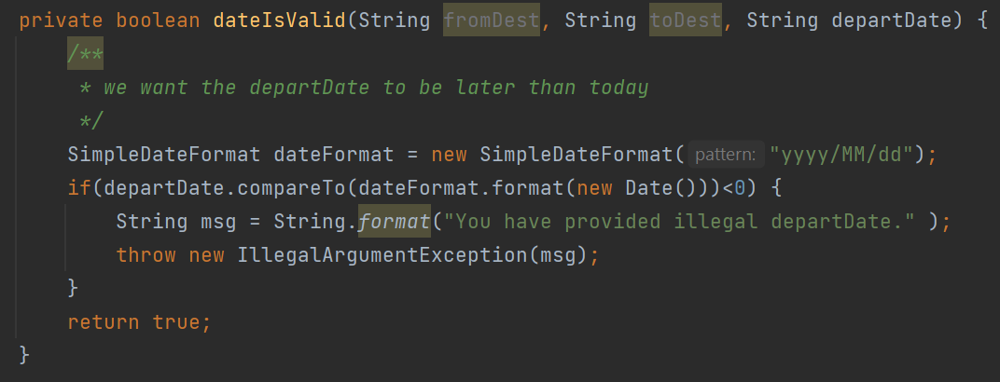 private boolean dateIsValid(String fromDest, String toDest, String departDate) {
/**
* we want the departDate to be later than today
*/
SimpleDateFormat dateFormat = new SimpleDateFormat( pattern: "yyyy/MM/dd");
if(departDate.compareTo(dateFormat.format(new Date()))<0) {
String msg = String.format("You have provided illegal departDate." );
throw new IllegalArgumentException(msg);
}
return true;
}